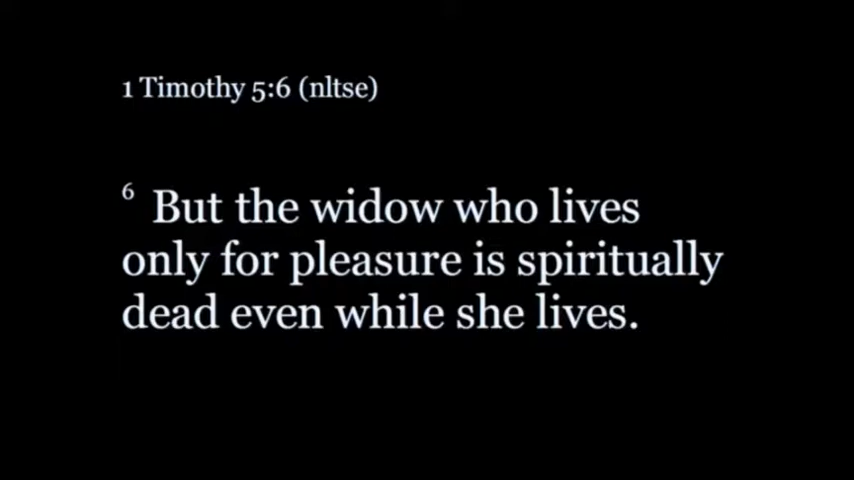 1 Timothy 5:6 (nltse)
6 But the widow who lives
only for pleasure is spiritually
dead even while she lives.